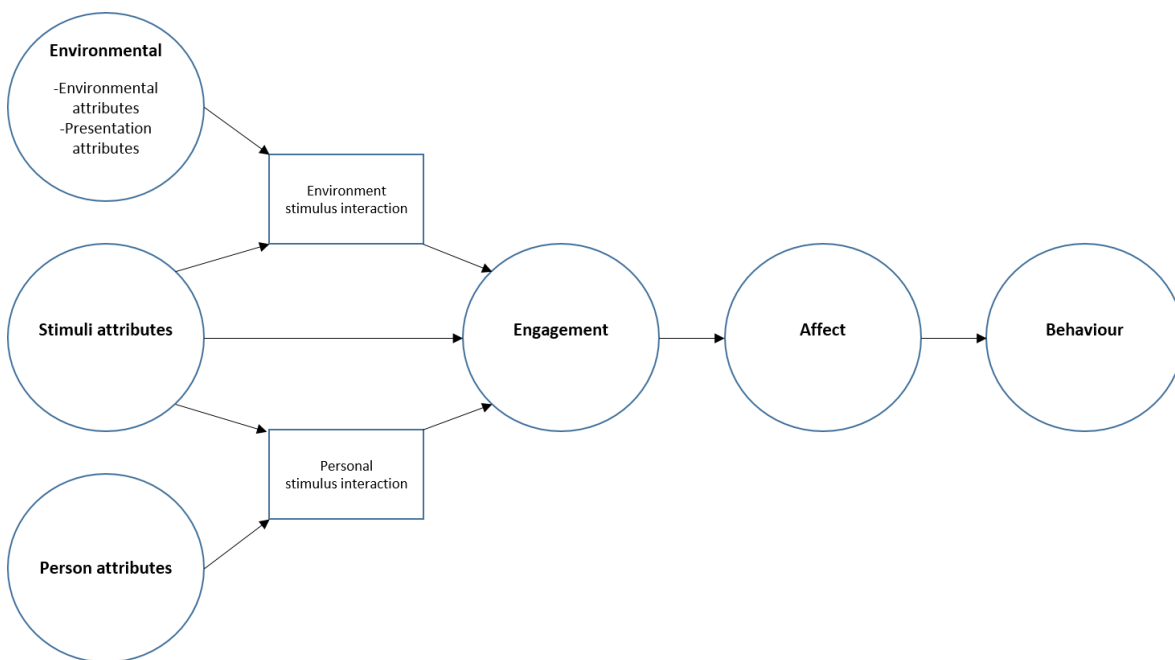 Environmental
-Environmental
attributes
-Presentation
attributes
Environment
stimulus interaction
Stimuli attributes
Engagement
Affect
Behaviour
Personal
stimulus interaction
Person attributes